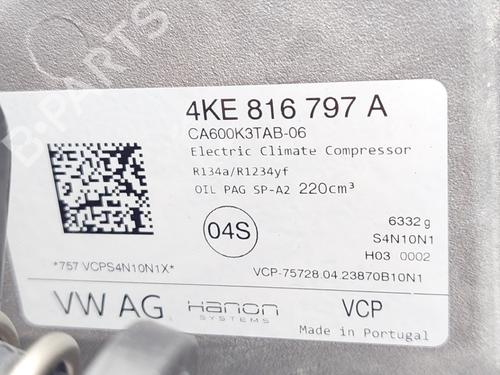 4KE 816 797 A
CA600K3TAB-06
Electric Climate Compressor
R134a/R1234yf
OIL PAG SP-A2 220cm³
04S
6332 g
S4N10N1
H03 0002
*757 VCPS4N10N1X*
VCP-75728.04.23870B10N1
VW AG
Hanon
SYSTEMS
VCP
Made in Portugal
B-PARTS